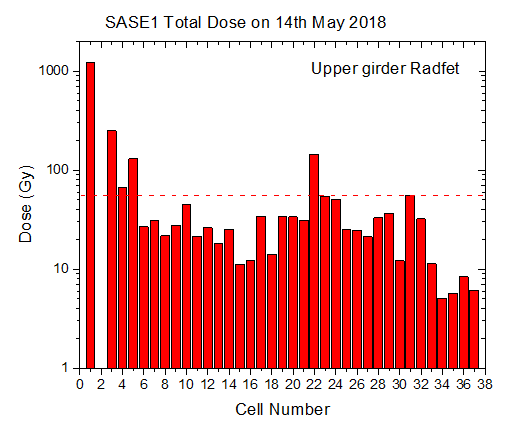 SASE1 Total Dose on 14th May 2018
Upper girder Radfet
1000
100
10
1
Dose (Gy)
0 2 4 6 8 10 12 14 16 18 20 22 24 26 28 30 32 34 36 38
Cell Number